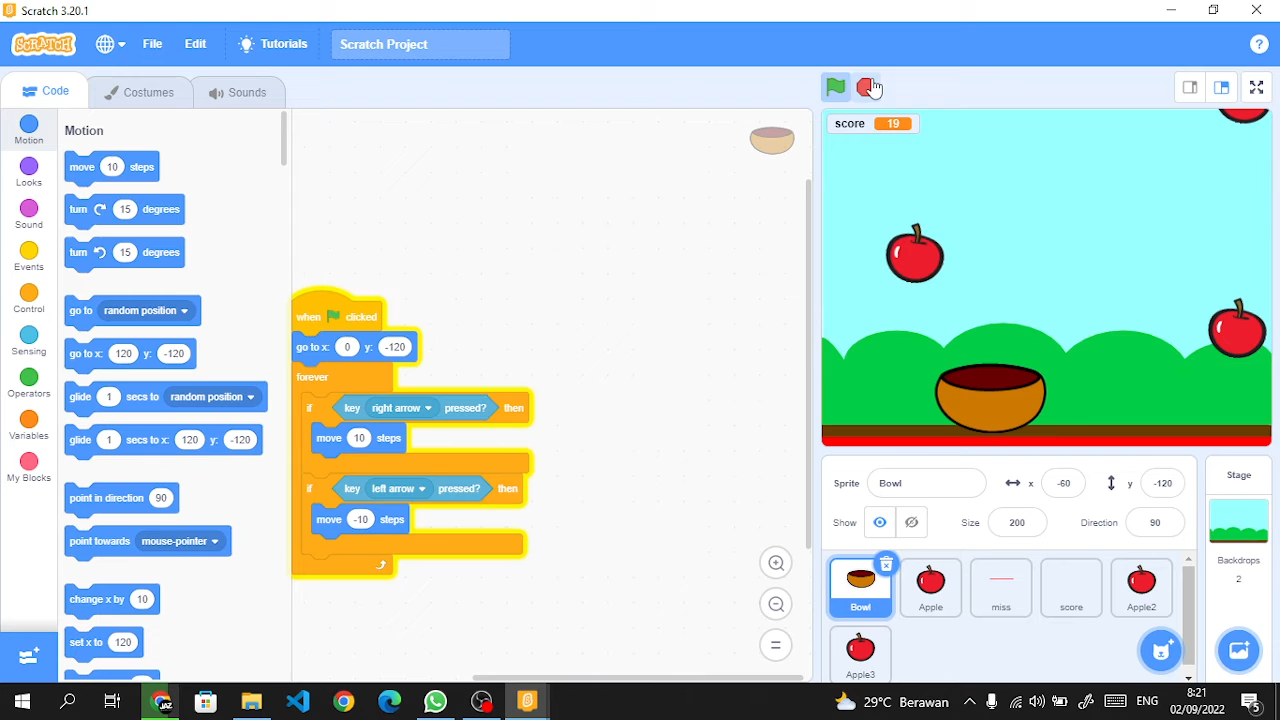 Scratch 3.20.1
SCRATCH File Edit Tutorials Scratch Project ?
Code Costumes Sounds
Motion
Looks
Sound
Events
Control
Sensing
Operators
Variables
My Blocks
Motion
move 10 steps
turn 15 degrees
turn 15 degrees
go to random position
go to x: 120 y: -120
glide 1 secs to random position
glide 1 secs to x: 120 y: -120
point in direction 90
point towards mouse-pointer
change x by 10
set x to 120
when clicked
go to x: 0 y: -120
forever
if key right arrow pressed? then
move 10 steps
if key left arrow pressed? then
move -10 steps
score 19
Sprite Bowl x -60 y -120
Show Size 200 Direction 90
Bowl Apple miss score Apple2
Apple3
Stage
Backdrops
2
JAZ
29°C Berawan ENG 8:21
02/09/2022 5